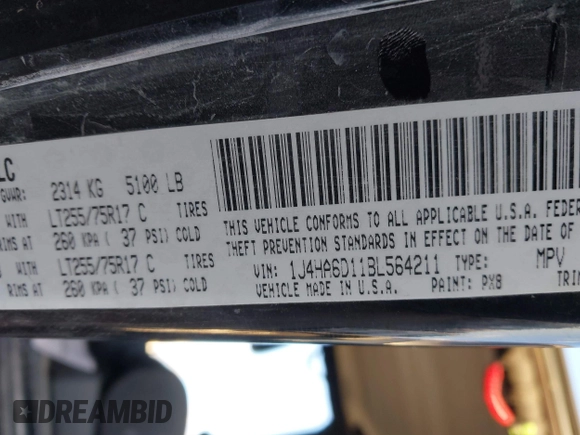 LC
GVWR: 2314 KG 5100 LB
WITH LT255/75R17 C TIRES
RIMS AT 260 KPA ( 37 PSI) COLD
WITH LT255/75R17 C TIRES
RIMS AT 260 KPA ( 37 PSI) COLD
THIS VEHICLE CONFORMS TO ALL APPLICABLE U.S.A. FEDER
THEFT PREVENTION STANDARDS IN EFFECT ON THE DATE OF
VIN: 1J4HA6D11BL564211 TYPE: MPV
VEHICLE MADE IN U.S.A. PAINT: PX8 TRIM
DREAMBID